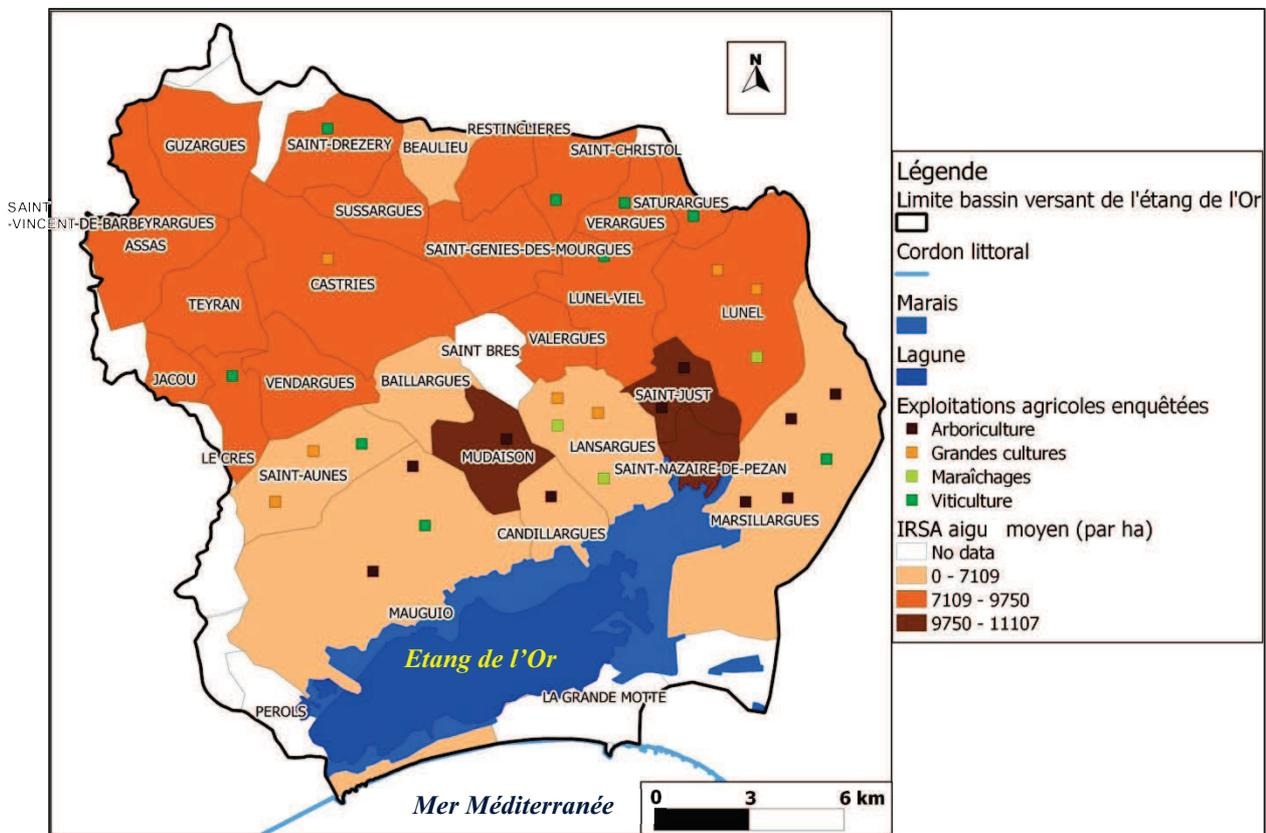 N
RESTINCLIERES
GUZARGUES
SAINT-DREZERY
BEAULIEU
SAINT-CHRISTOL
SAINT
-VINCENT-DE-BARBEYRARGUES
SUSSARGUES
SATURARGUES
VERARGUES
ASSAS
SAINT-GENIES-DES-MOURGUES
CASTRIES
TEYRAN
LUNEL-VIEL
LUNEL
VALERGUES
SAINT BRES
JACOU
VENDARGUES
BAILLARGUES
SAINT-JUST
LE CRES
MUDAISON
LANSARGUES
SAINT-AUNES
SAINT-NAZAIRE-DE-PEZAN
CANDILLARGUES
MARSILLARGUES
MAUGUIO
Etang de l'Or
LA GRANDE MOTTE
PEROLS
Mer Méditerranée
0 3 6 km
Légende
Limite bassin versant de l'étang de l'Or
Cordon littoral
Marais
Lagune
Exploitations agricoles enquêtées
Arboriculture
Grandes cultures
Maraîchages
Viticulture
IRSA aigu moyen (par ha)
No data
0 - 7109
7109 - 9750
9750 - 11107